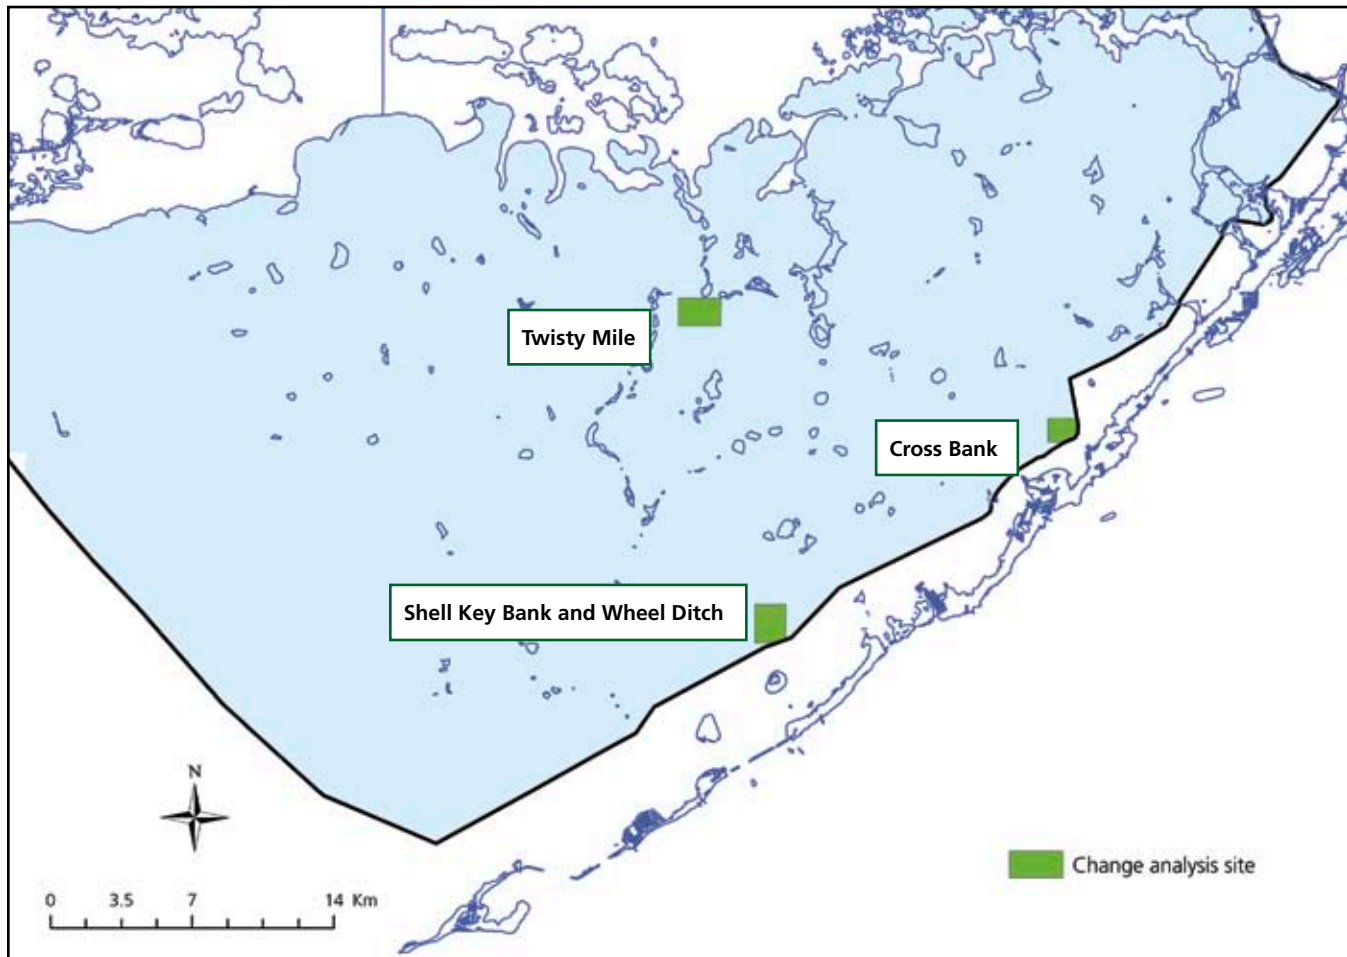 Twisty Mile
Cross Bank
Shell Key Bank and Wheel Ditch
N
0 3.5 7 14 Km
Change analysis site